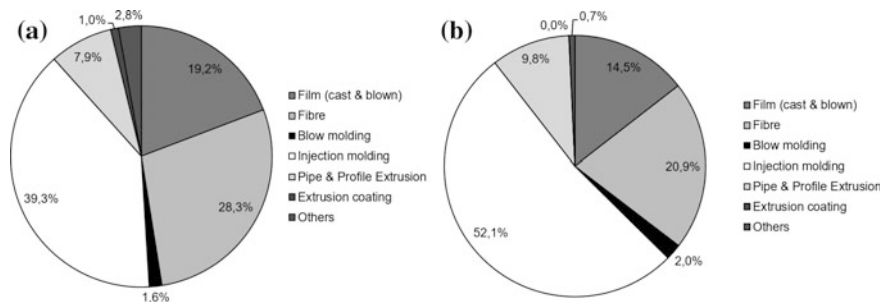 (a)
1,0%
2,8%
7,9%
19,2%
39,3%
28,3%
1,6%
Film (cast & blown)
Fibre
Blow molding
Injection molding
Pipe & Profile Extrusion
Extrusion coating
Others
(b)
0,0%
0,7%
9,8%
14,5%
20,9%
52,1%
2,0%
Film (cast & blown)
Fibre
Blow molding
Injection molding
Pipe & Profile Extrusion
Extrusion coating
Others